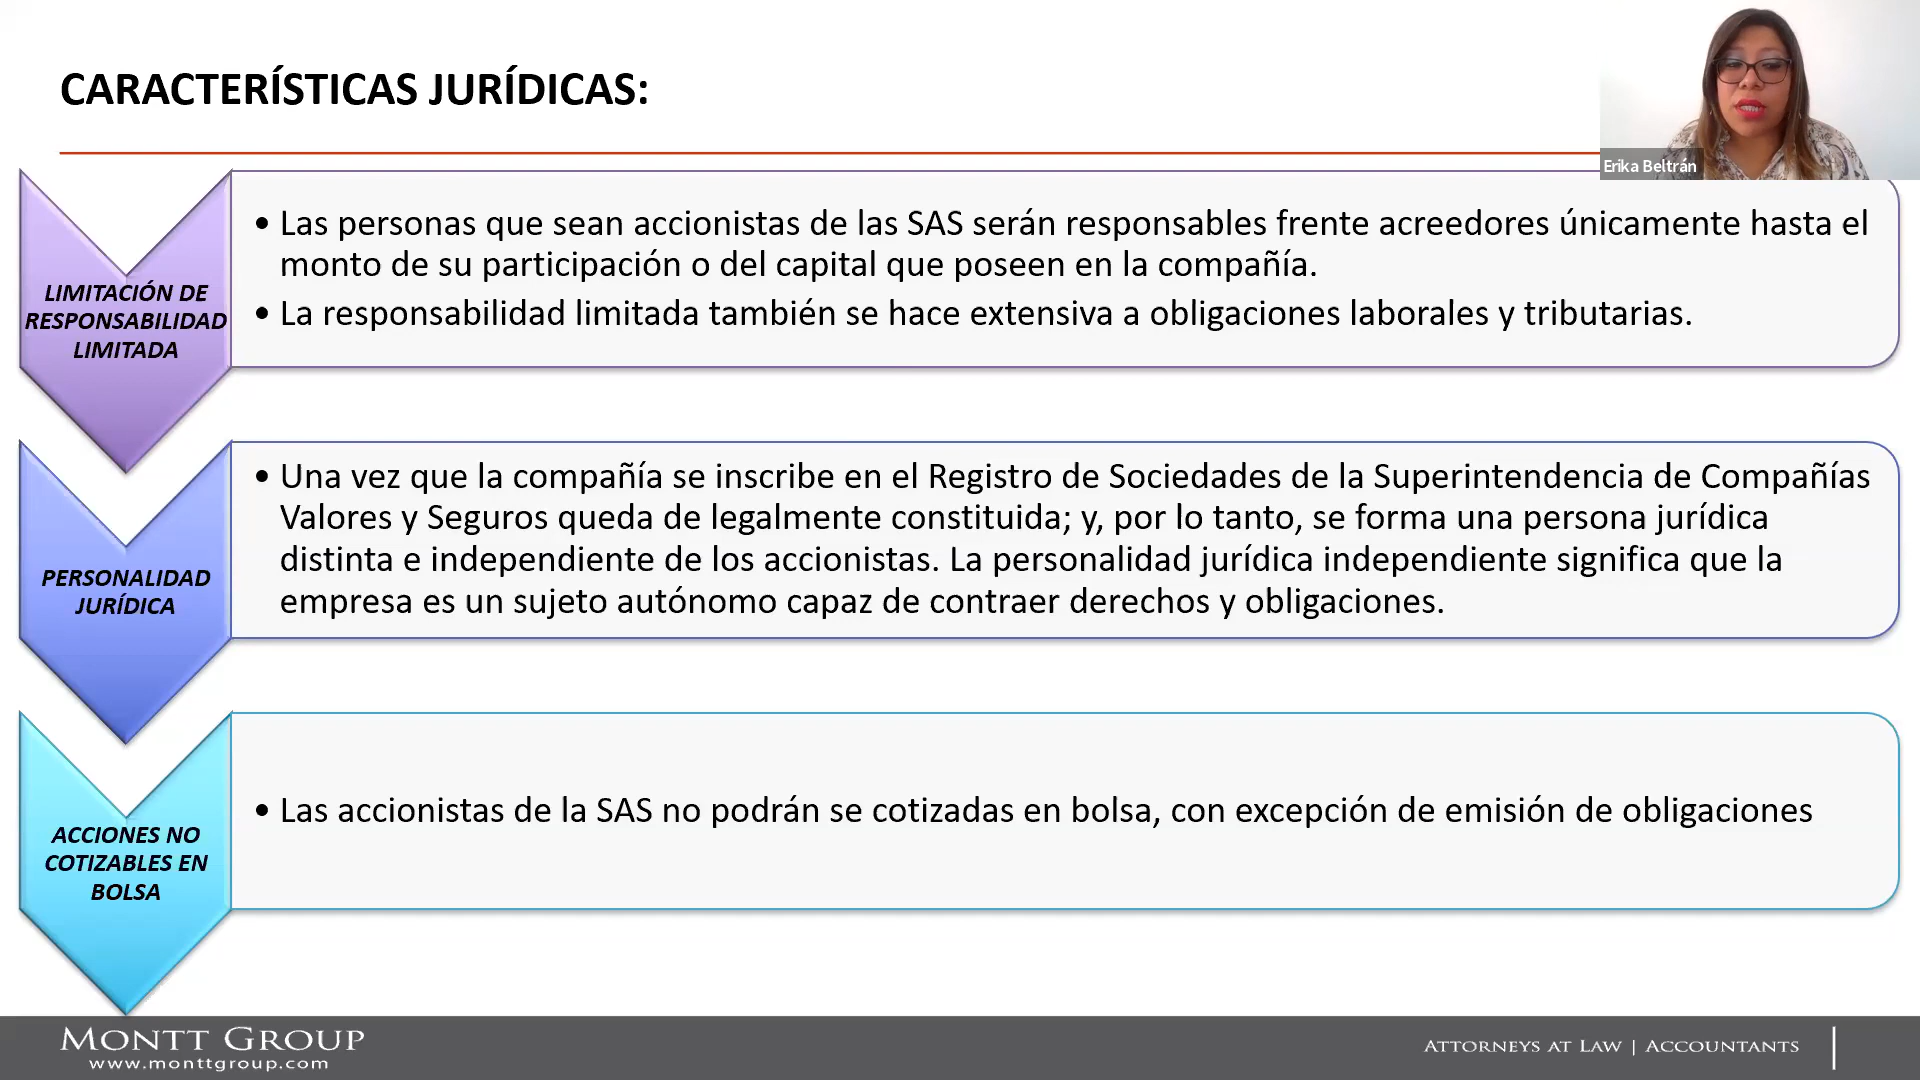 CARACTERÍSTICAS JURÍDICAS:
Erika Beltrán
LIMITACIÓN DE
RESPONSABILIDAD
LIMITADA
• Las personas que sean accionistas de las SAS serán responsables frente acreedores únicamente hasta el
monto de su participación o del capital que poseen en la compañía.
• La responsabilidad limitada también se hace extensiva a obligaciones laborales y tributarias.
PERSONALIDAD
JURÍDICA
• Una vez que la compañía se inscribe en el Registro de Sociedades de la Superintendencia de Compañías
Valores y Seguros queda de legalmente constituida; y, por lo tanto, se forma una persona jurídica
distinta e independiente de los accionistas. La personalidad jurídica independiente significa que la
empresa es un sujeto autónomo capaz de contraer derechos y obligaciones.
ACCIONES NO
COTIZABLES EN
BOLSA
• Las accionistas de la SAS no podrán se cotizadas en bolsa, con excepción de emisión de obligaciones
MONTT GROUP
www.monttgroup.com
ATTORNEYS AT LAW | ACCOUNTANTS